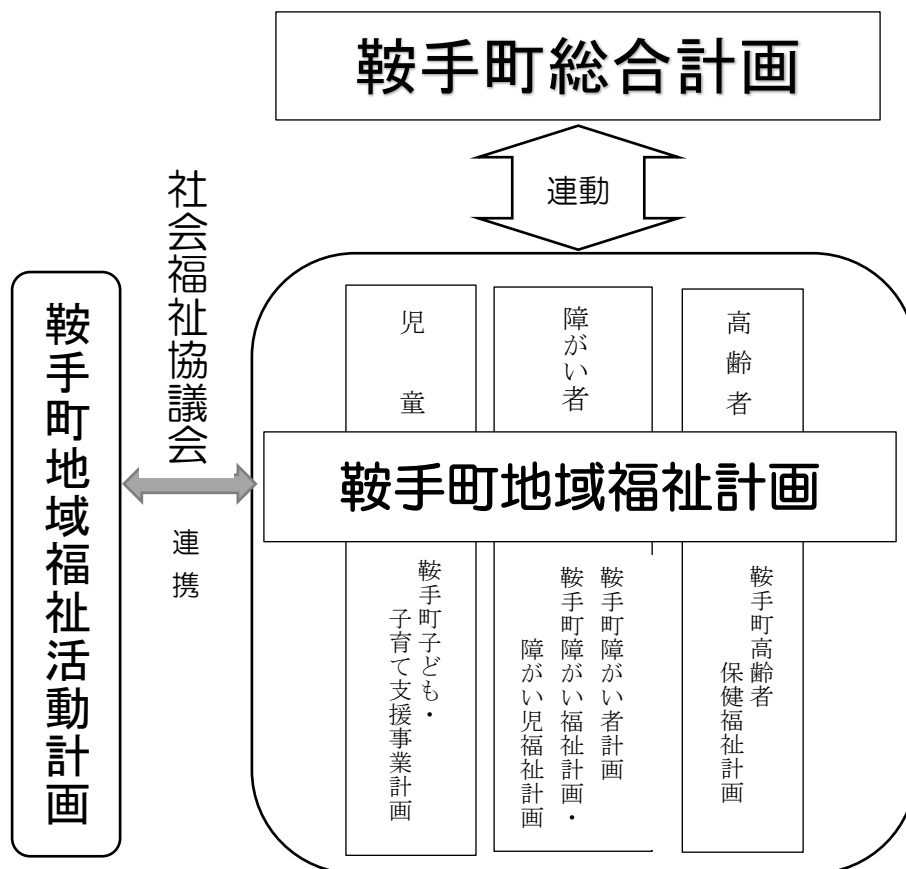 鞍手町総合計画
連動
社会福祉協議会
鞍手町地域福祉活動計画
連携
高齢者
障がい者
児童
鞍手町地域福祉計画
鞍手町高齢者
保健福祉計画
鞍手町障がい者計画
鞍手町障がい福祉計画・
障がい児福祉計画
鞍手町子ども・
子育て支援事業計画